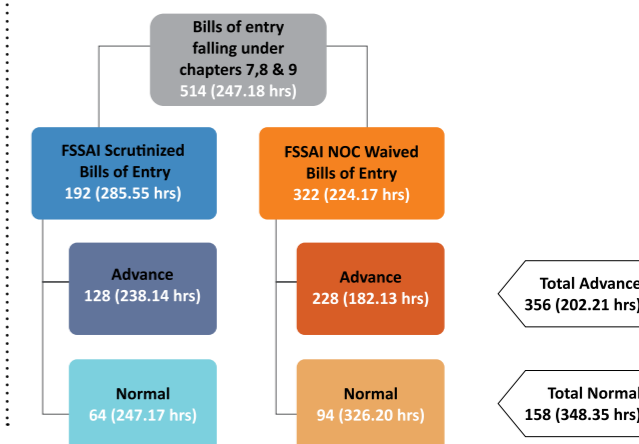 Bills of entry
falling under
chapters 7,8 & 9
514 (247.18 hrs)
FSSAI Scrutinized
Bills of Entry
192 (285.55 hrs)
FSSAI NOC Waived
Bills of Entry
322 (224.17 hrs)
Advance
128 (238.14 hrs)
Advance
228 (182.13 hrs)
Total Advance
356 (202.21 hrs)
Normal
64 (247.17 hrs)
Normal
94 (326.20 hrs)
Total Normal
158 (348.35 hrs)